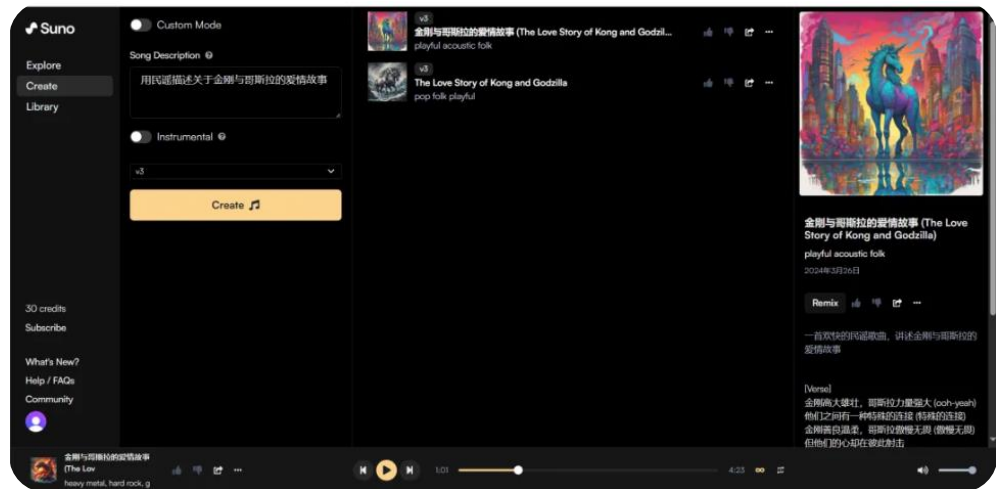 Suno
Explore
Create
Library
30 credits
Subscribe
What's New?
Help / FAQs
Community
Custom Mode
Song Description
用民谣描述关于金刚与哥斯拉的爱情故事
Instrumental
v3
Create
v3
金刚与哥斯拉的爱情故事 (The Love Story of Kong and Godzil...
playful acoustic folk
v3
The Love Story of Kong and Godzilla
pop folk playful
金刚与哥斯拉的爱情故事 (The Love
Story of Kong and Godzilla)
playful acoustic folk
2024年3月26日
Remix
一首欢快的民谣歌曲，讲述金刚与哥斯拉的
爱情故事
[Verse]
金刚高大雄壮，哥斯拉力量强大 (ooh-yeah)
他们之间有一种特殊的连接 (特殊的连接)
金刚善良温柔，哥斯拉傲慢无周 (傲慢无周)
但他们的心却在彼此射击
金刚与哥斯拉的爱情故事
(The Lov
heavy metal, hard rock, g
1:01
4:23